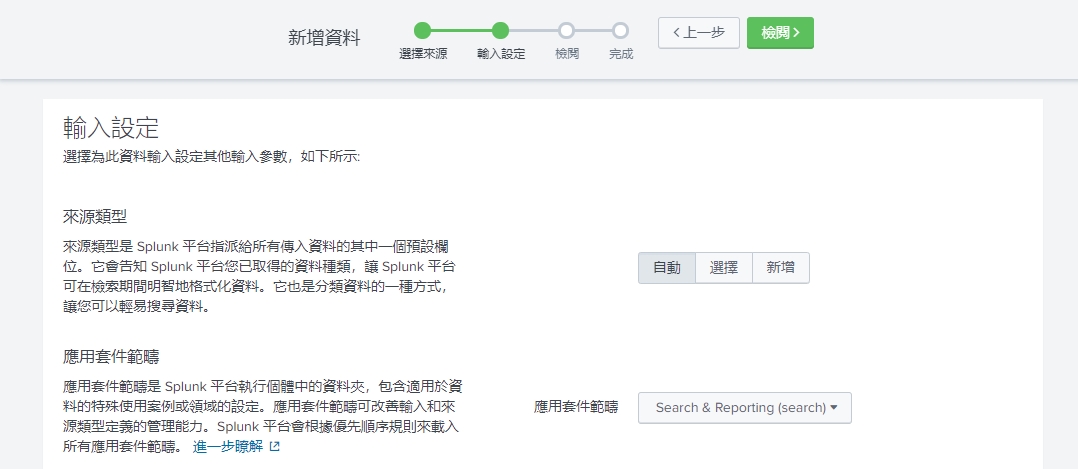 新增資料
選擇來源
輸入設定
檢閱
完成
上一步
檢閱
輸入設定
選擇為此資料輸入設定其他輸入參數，如下所示:
來源類型
來源類型是 Splunk 平台指派給所有傳入資料的其中一個預設欄
位。它會告知 Splunk 平台您已取得的資料種類，讓 Splunk 平台
可在檢索期間明智地格式化資料。它也是分類資料的一種方式，
讓您可以輕易搜尋資料。
自動
選擇
新增
應用套件範疇
應用套件範疇是 Splunk 平台執行個體中的資料夾，包含適用於資
料的特殊使用案例或領域的設定。應用套件範疇可改善輸入和來
源類型定義的管理能力。Splunk 平台會根據優先順序規則來載入
所有應用套件範疇。 進一步瞭解
應用套件範疇
Search & Reporting (search)